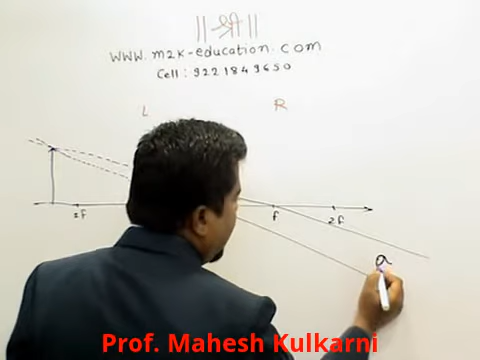 ||श्री||
www.m2k-education.com
Cell : 9221849650
L R
2F F 2F
a
Prof. Mahesh Kulkarni